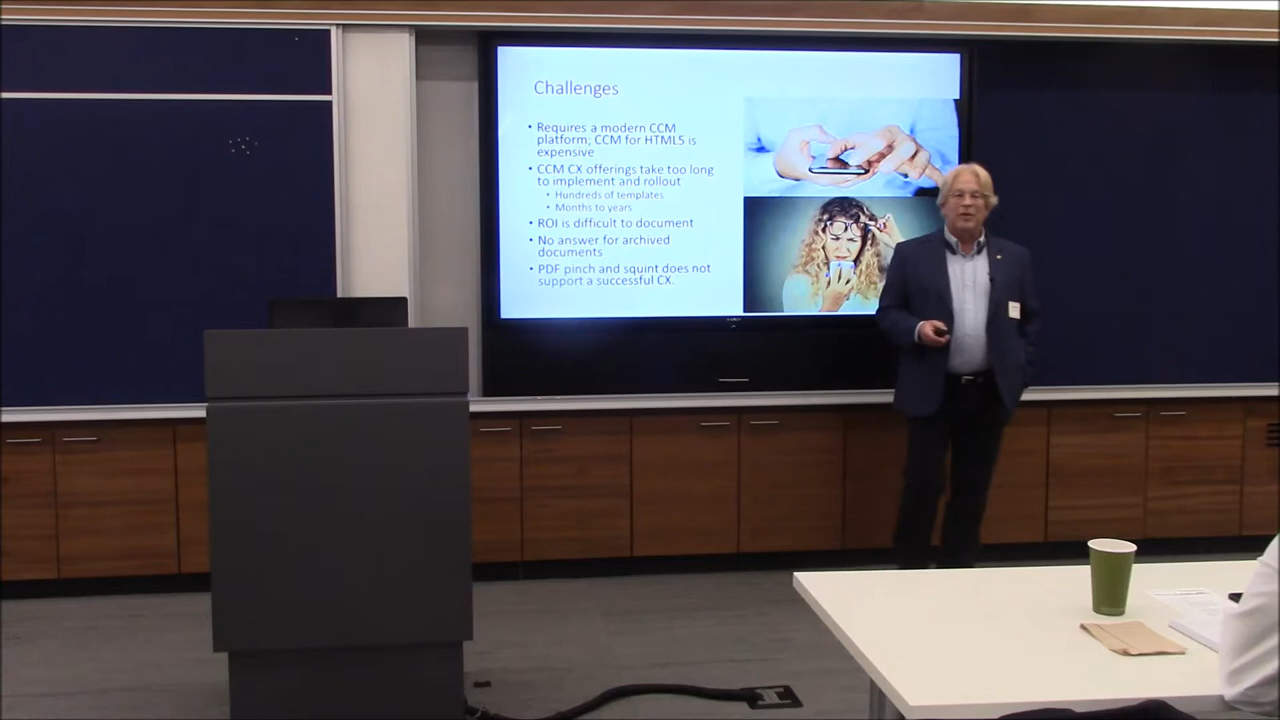 Challenges
• Requires a modern CCM
platform; CCM for HTML5 is
expensive
• CCM CX offerings take too long
to implement and rollout
• Hundreds of templates
• Months to years
• ROI is difficult to document
• No answer for archived
documents
• PDF pinch and squint does not
support a successful CX.